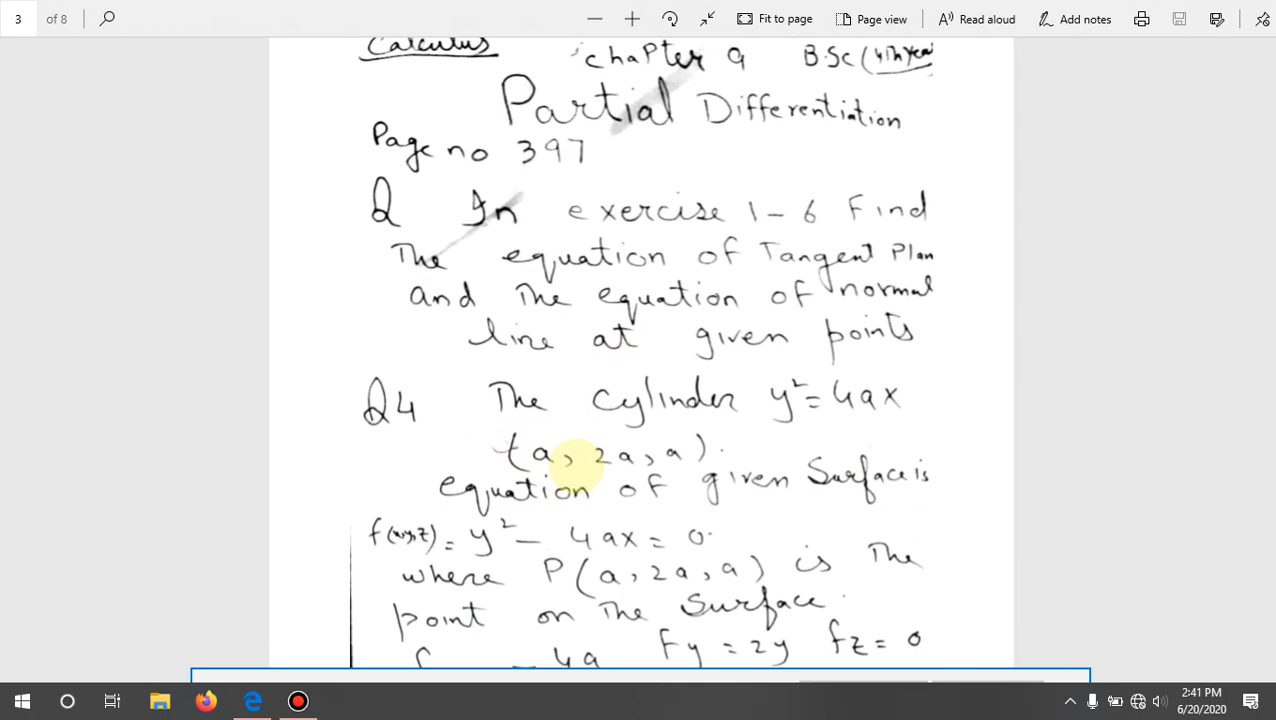 3 of 8 Fit to page Page view Read aloud Add notes
Calculus chapter 9 B.Sc (4th year
Partial Differentiation
Page no 397
Q In exercise 1-6 Find
The equation of Tangent Plan
and The equation of normal
line at given points
Q4 The Cylinder y² = 4ax
(a, 2a, a).
equation of given Surface is
f(x,y,z) = y² - 4ax = 0.
where P(a, 2a, a) is The
point on The Surface.
- 4a Fy = 2y fz = 0
2:41 PM
6/20/2020